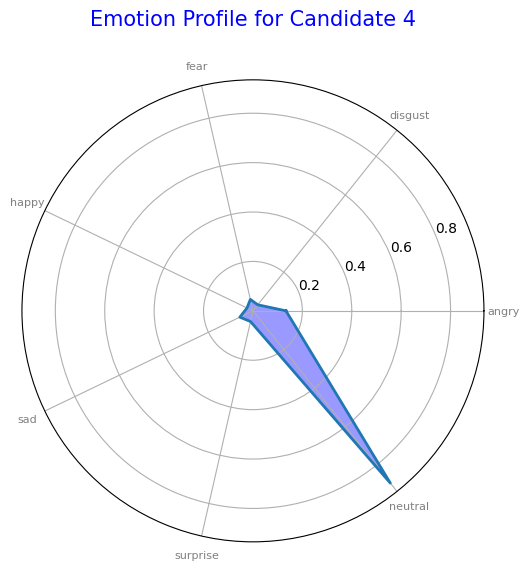 Emotion Profile for Candidate 4
fear
disgust
happy
0.8
0.6
0.4
0.2
angry
sad
neutral
surprise